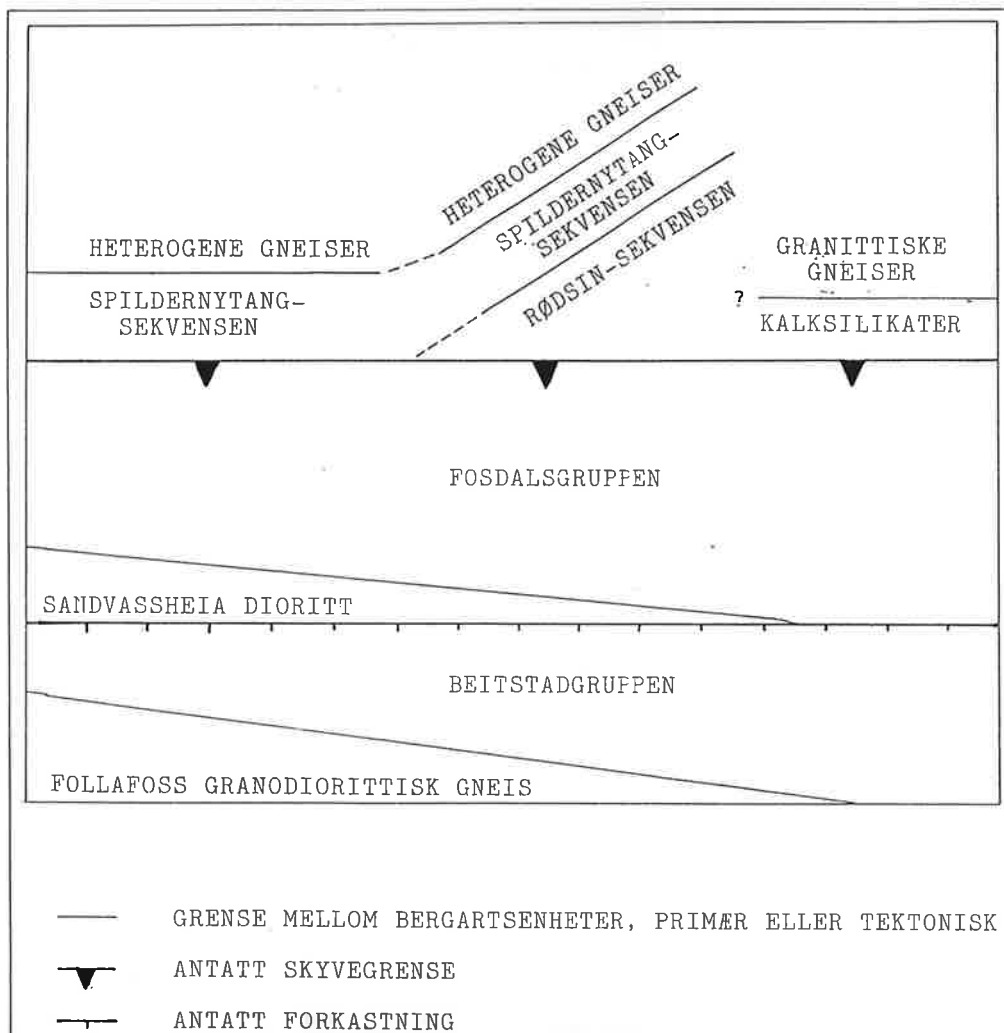 HETEROGENE GNEISER
SPILDERNYTANG-
SEKVENSEN
RØDSIN-SEKVENSEN
HETEROGENE GNEISER
SPILDERNYTANG-
SEKVENSEN
GRANITTISKE
GNEISER
?
KALKSILIKATER
FOSDALSGRUPPEN
SANDVASSHEIA DIORITT
BEITSTADGRUPPEN
FOLLAFOSS GRANODIORITTISK GNEIS
GRENSE MELLOM BERGARTSENHETER, PRIMÆR ELLER TEKTONISK
ANTATT SKYVEGRENSE
ANTATT FORKASTNING